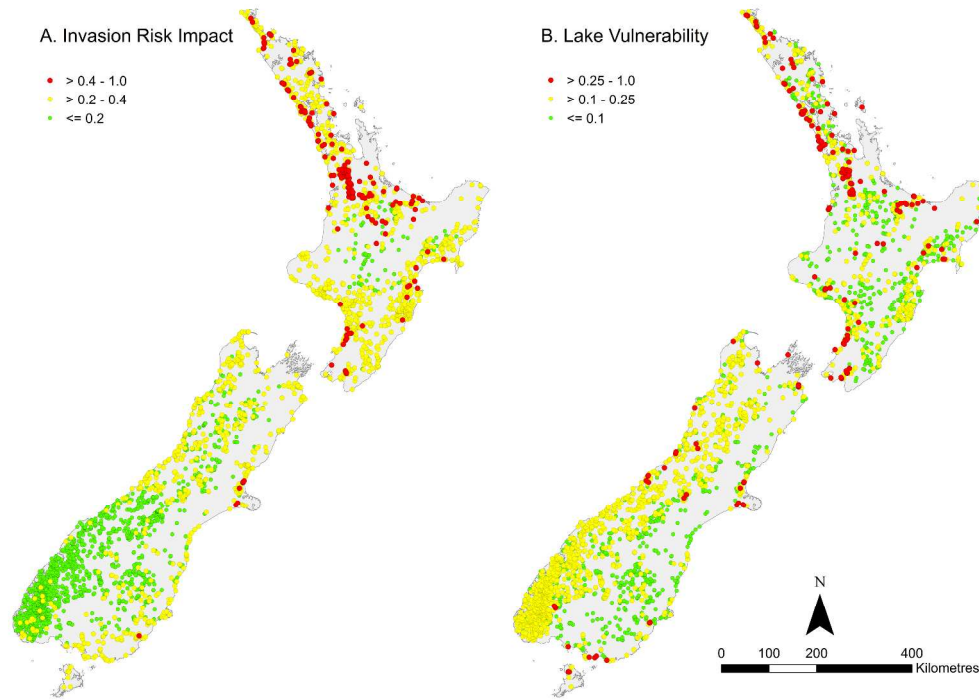 A. Invasion Risk Impact
> 0.4 - 1.0
> 0.2 - 0.4
<= 0.2
B. Lake Vulnerability
> 0.25 - 1.0
> 0.1 - 0.25
<= 0.1
N
0 100 200 400
Kilometres